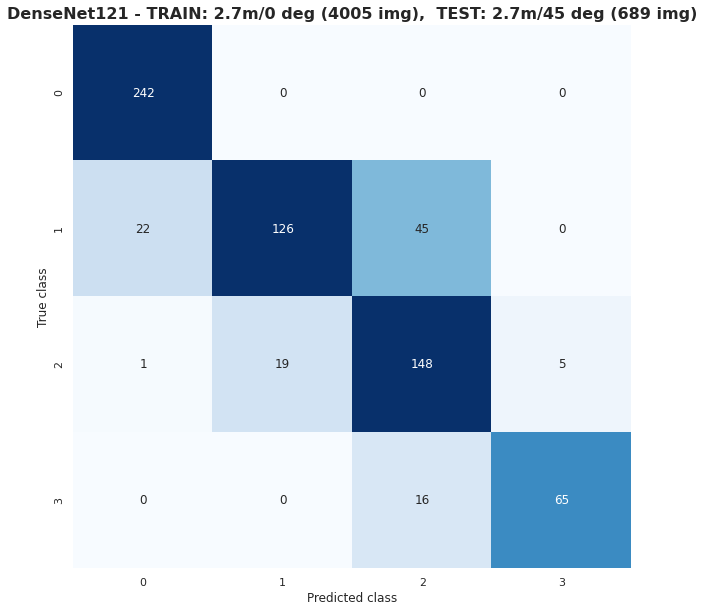 DenseNet121 - TRAIN: 2.7m/0 deg (4005 img),  TEST: 2.7m/45 deg (689 img)
0 242 0 0 0
1 22 126 45 0
True class
2 1 19 148 5
3 0 0 16 65
0 1 2 3
Predicted class